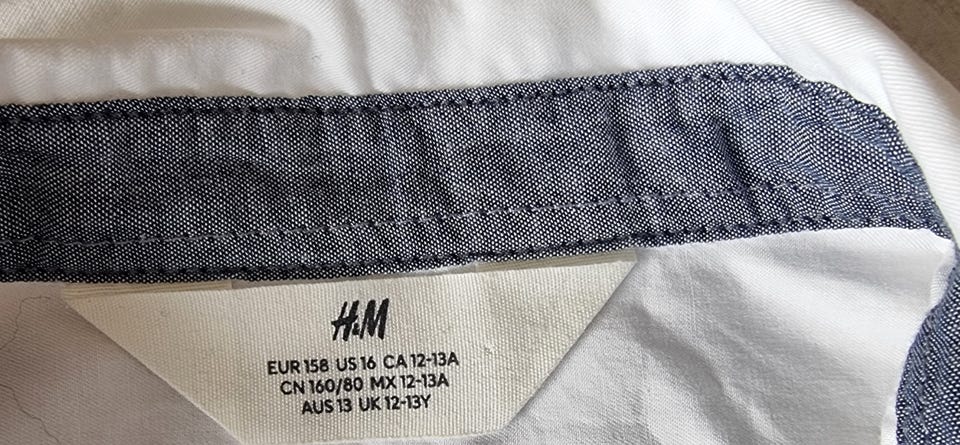 H&M
EUR 158 US 16 CA 12-13A
CN 160/80 MX 12-13A
AUS 13 UK 12-13Y